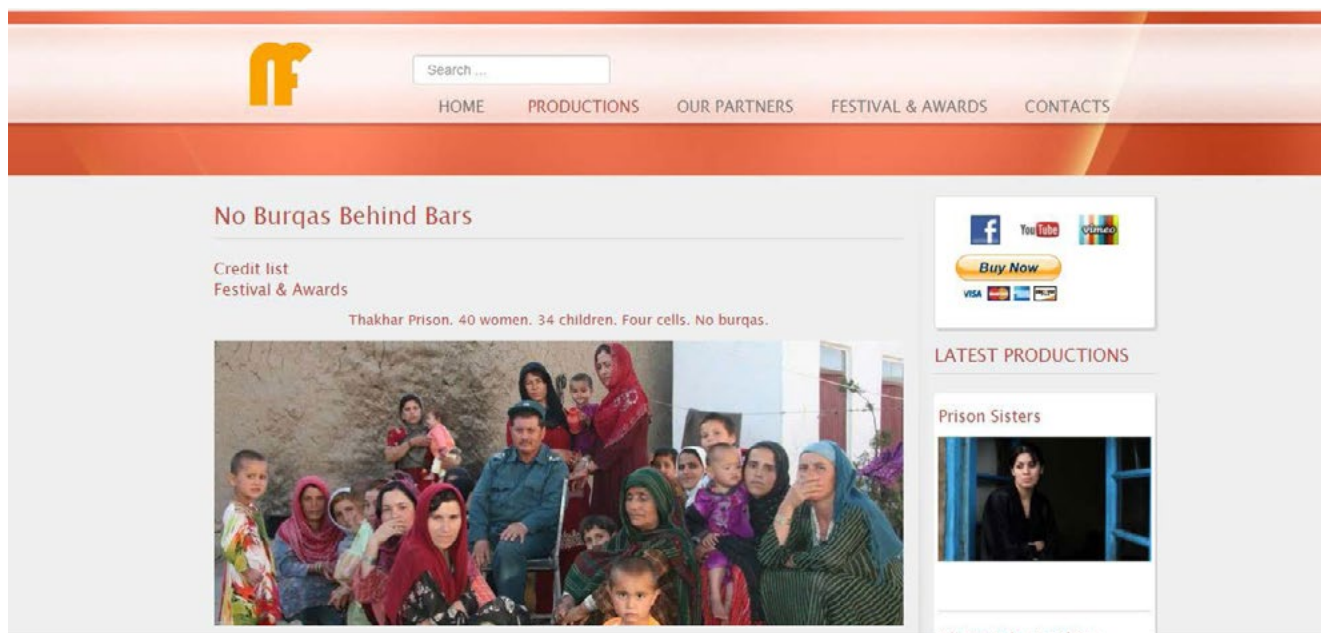 nf
Search ...
HOME PRODUCTIONS OUR PARTNERS FESTIVAL & AWARDS CONTACTS
No Burqas Behind Bars
Credit list
Festival & Awards
Thakhar Prison. 40 women. 34 children. Four cells. No burqas.
f You Tube vimeo
Buy Now
VISA
LATEST PRODUCTIONS
Prison Sisters